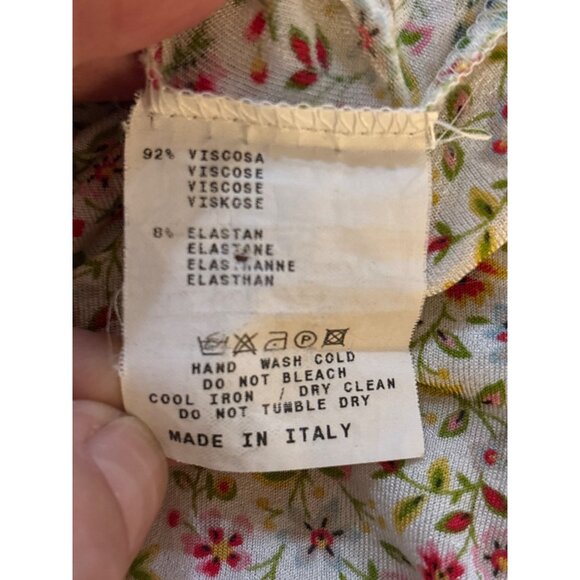 92% VISCOSA
VISCOSE
VISCOSE
VISKOSE
8% ELASTAN
ELASTANE
ELASTHANNE
ELASTHAN
P
HAND WASH COLD
DO NOT BLEACH
COOL IRON / DRY CLEAN
DO NOT TUMBLE DRY
MADE IN ITALY